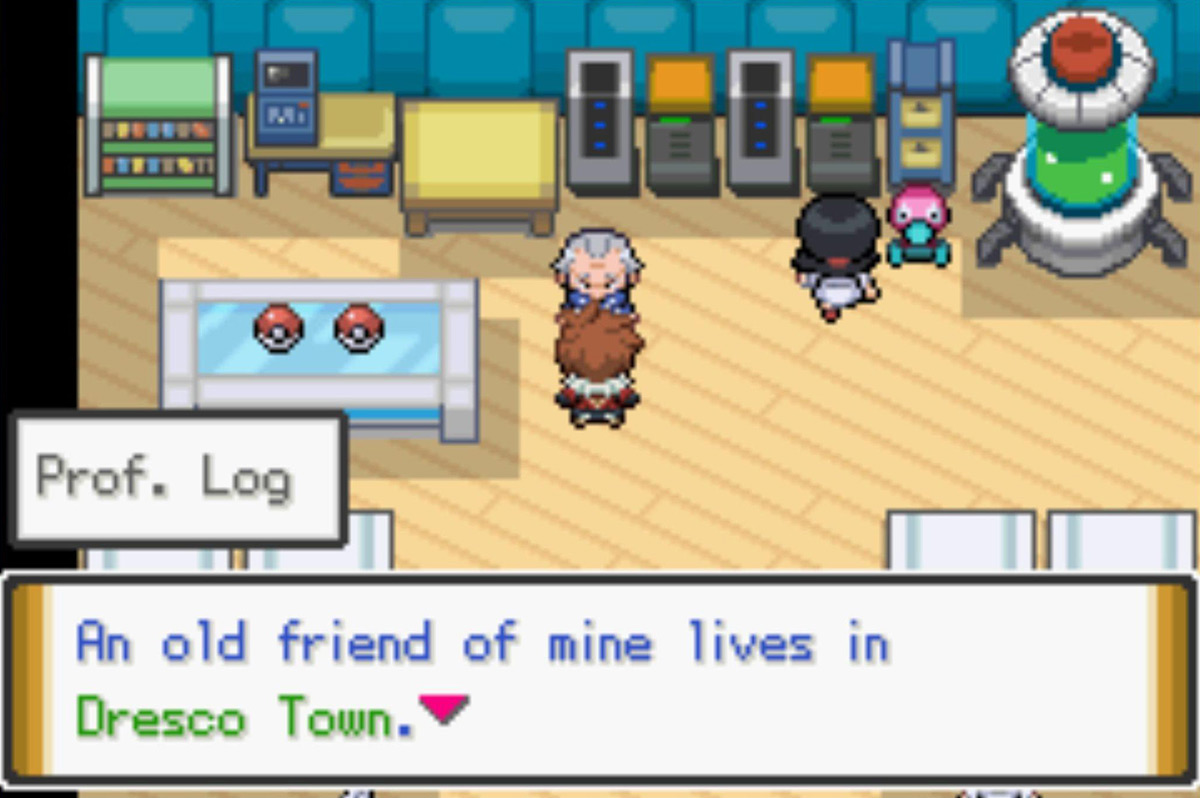 Prof. Log
An old friend of mine lives in
Dresco Town.